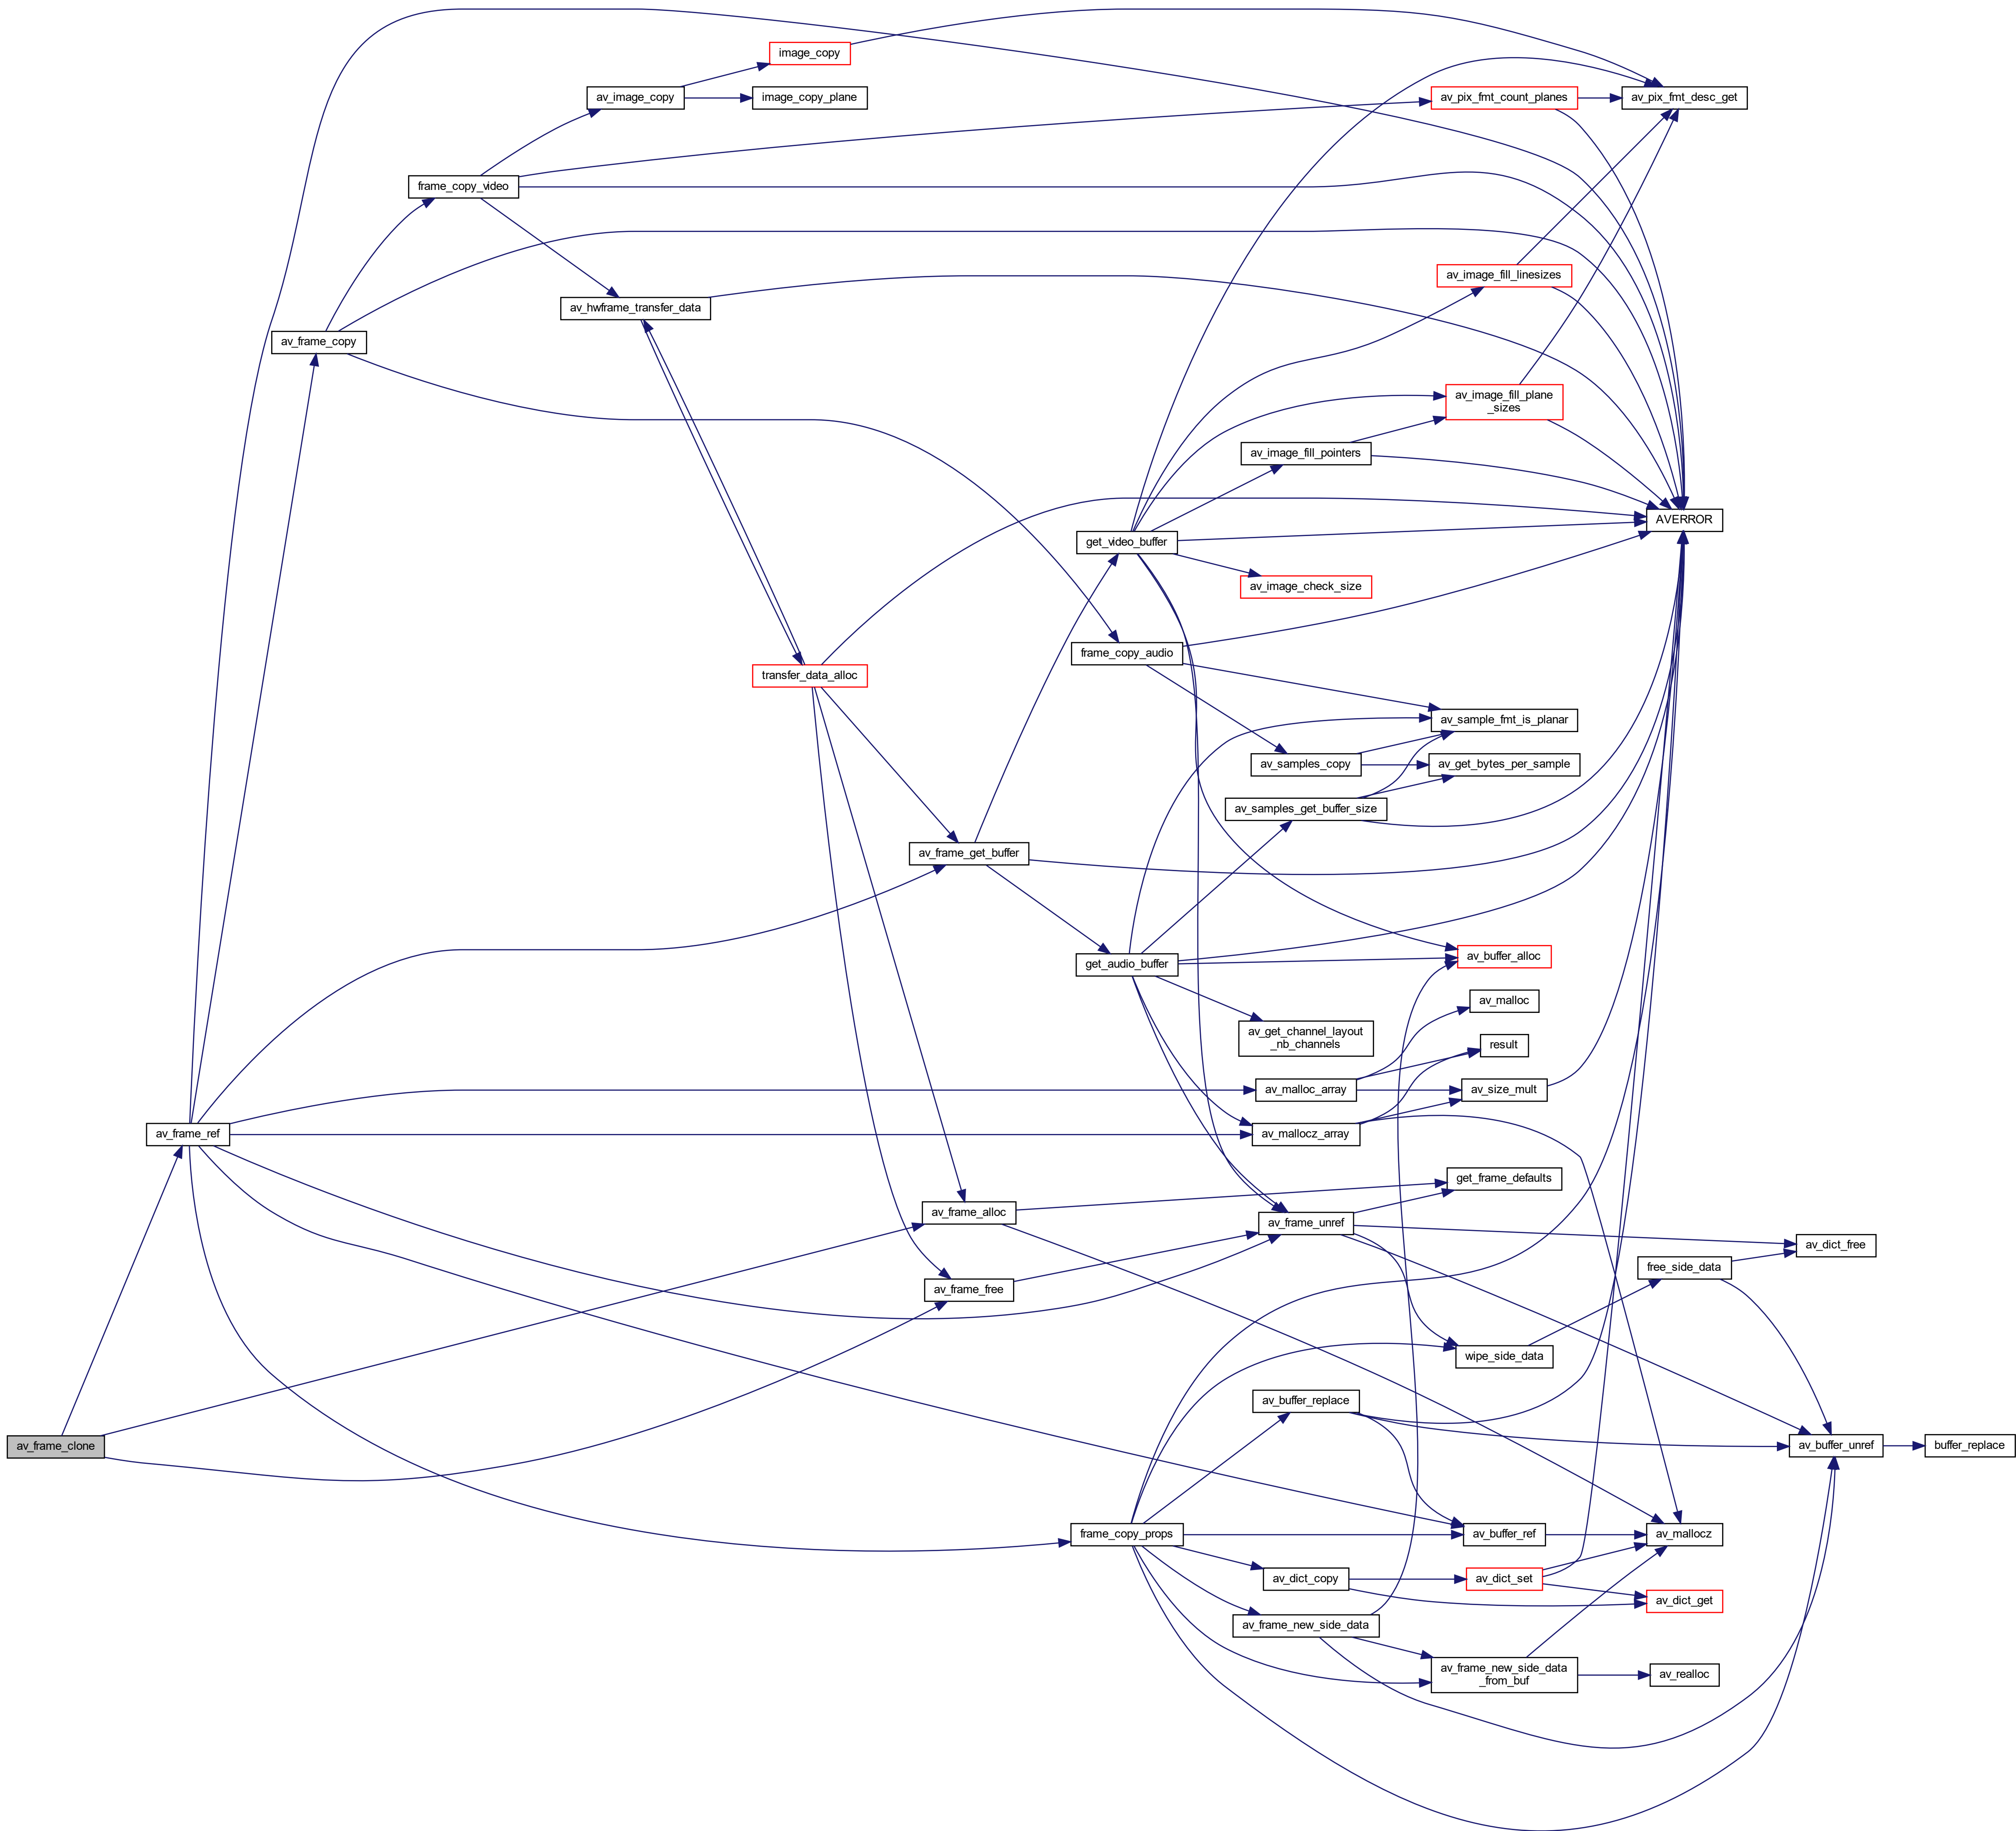 image_copy
av_image_copy
image_copy_plane
av_pix_fmt_count_planes
av_pix_fmt_desc_get
frame_copy_video
av_image_fill_linesizes
av_hwframe_transfer_data
av_frame_copy
av_image_fill_plane
_sizes
av_image_fill_pointers
AVERROR
get_video_buffer
av_image_check_size
frame_copy_audio
transfer_data_alloc
av_sample_fmt_is_planar
av_samples_copy
av_get_bytes_per_sample
av_samples_get_buffer_size
av_frame_get_buffer
av_buffer_alloc
get_audio_buffer
av_malloc
av_get_channel_layout
_nb_channels
result
av_malloc_array
av_size_mult
av_frame_ref
av_mallocz_array
get_frame_defaults
av_frame_alloc
av_frame_unref
av_dict_free
free_side_data
av_frame_free
wipe_side_data
av_buffer_replace
av_frame_clone
av_buffer_unref
buffer_replace
frame_copy_props
av_buffer_ref
av_mallocz
av_dict_copy
av_dict_set
av_dict_get
av_frame_new_side_data
av_frame_new_side_data
_from_buf
av_realloc